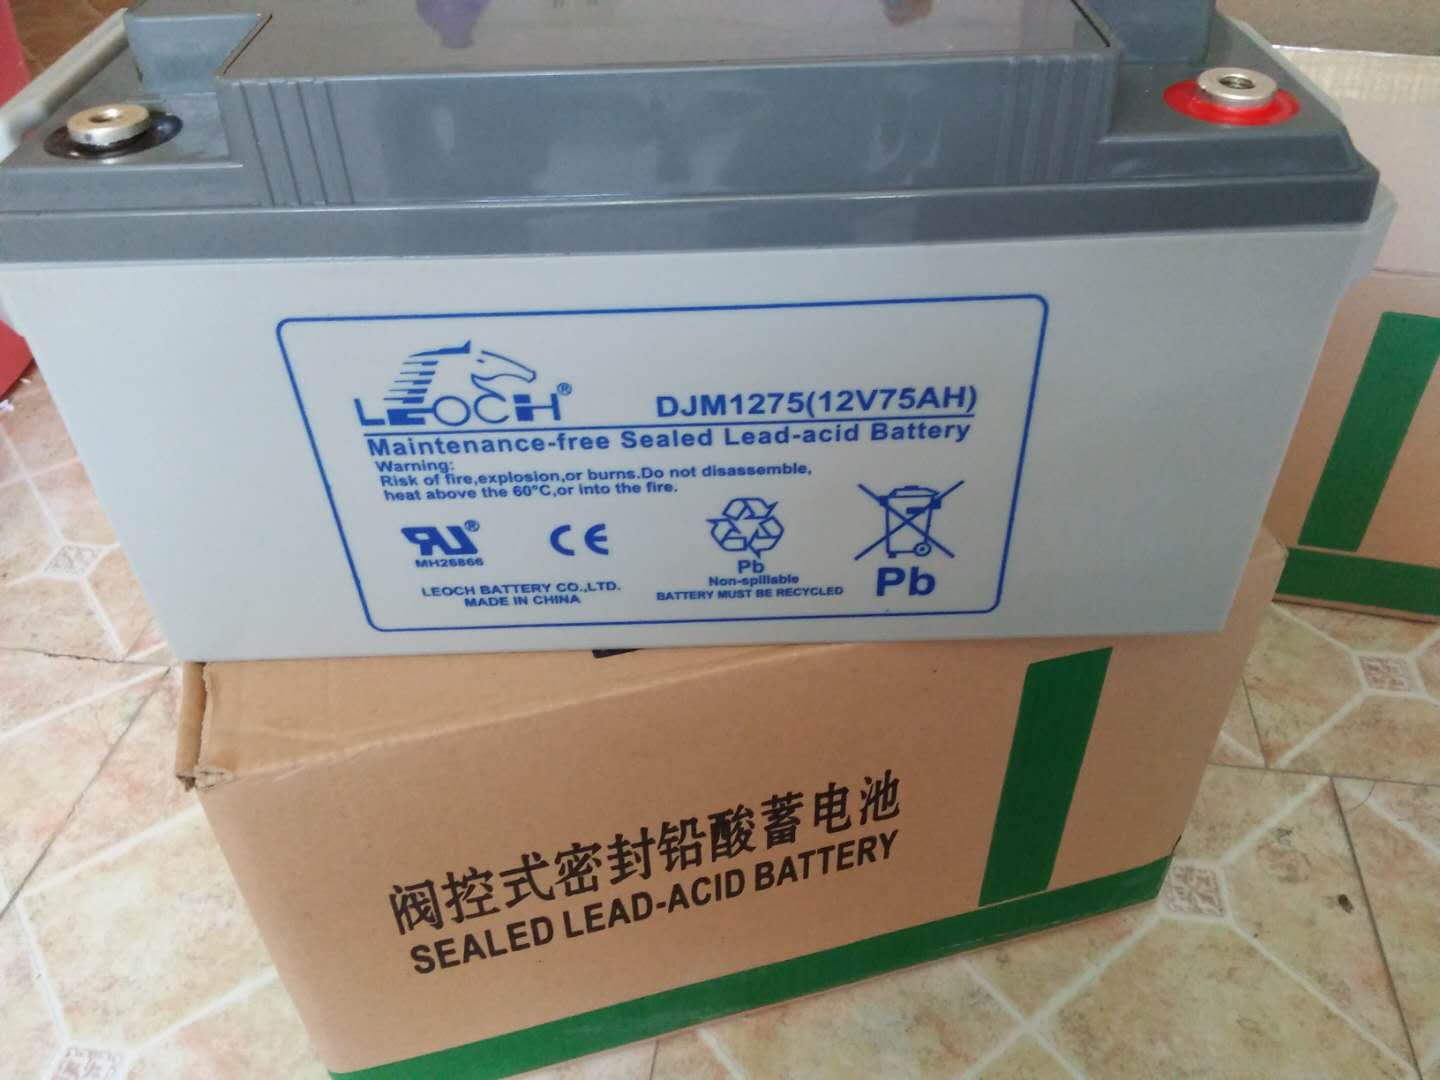 LEOCH®
DJM1275(12V75AH)
Maintenance-free Sealed Lead-acid Battery
Warning:
Risk of fire,explosion,or burns.Do not disassemble,
heat above the 60°C,or into the fire.
RU®
MH26866
CE
Pb
Non-spillable
BATTERY MUST BE RECYCLED
Pb
LEOCH BATTERY CO.,LTD.
MADE IN CHINA
阀控式密封铅酸蓄电池
SEALED LEAD-ACID BATTERY